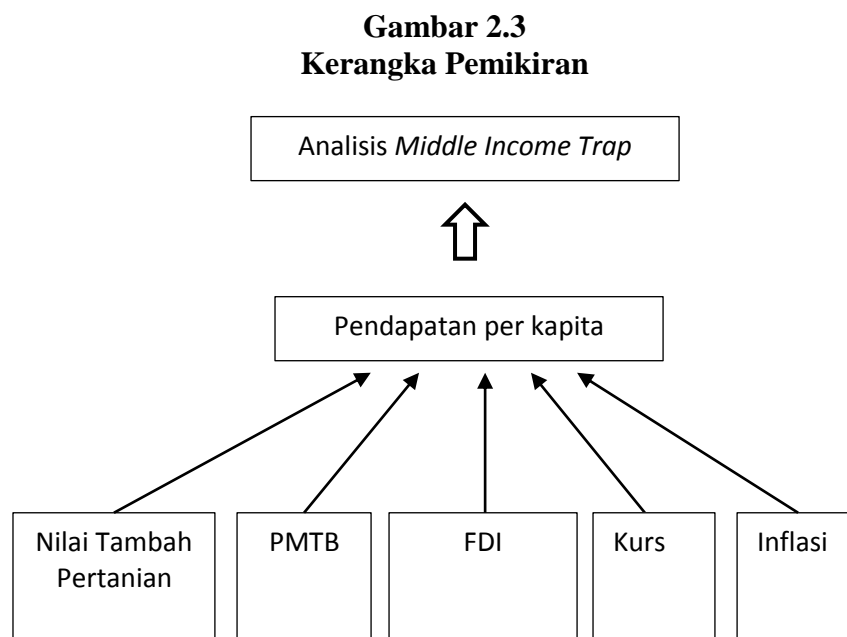 Gambar 2.3
Kerangka Pemikiran
Analisis Middle Income Trap
Pendapatan per kapita
Nilai Tambah
Pertanian
PMTB
FDI
Kurs
Inflasi